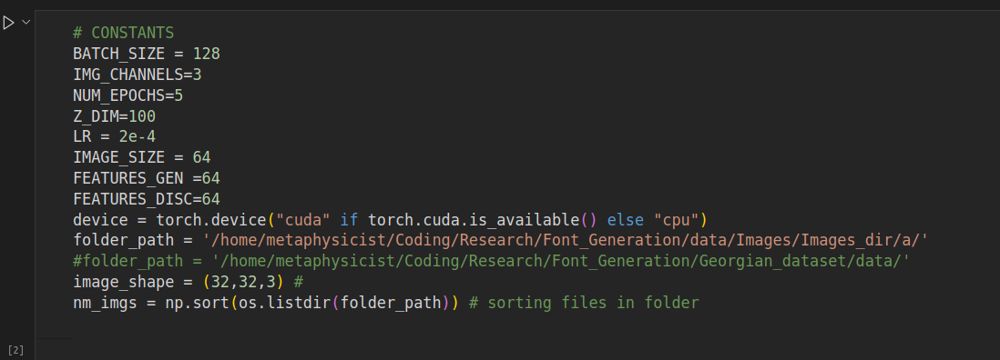 # CONSTANTS
BATCH_SIZE = 128
IMG_CHANNELS=3
NUM_EPOCHS=5
Z_DIM=100
LR = 2e-4
IMAGE_SIZE = 64
FEATURES_GEN =64
FEATURES_DISC=64
device = torch.device("cuda" if torch.cuda.is_available() else "cpu")
folder_path = '/home/metaphysicist/Coding/Research/Font_Generation/data/Images/Images_dir/a/'
#folder_path = '/home/metaphysicist/Coding/Research/Font_Generation/Georgian_dataset/data/'
image_shape = (32,32,3) #
nm_imgs = np.sort(os.listdir(folder_path)) # sorting files in folder
[2]